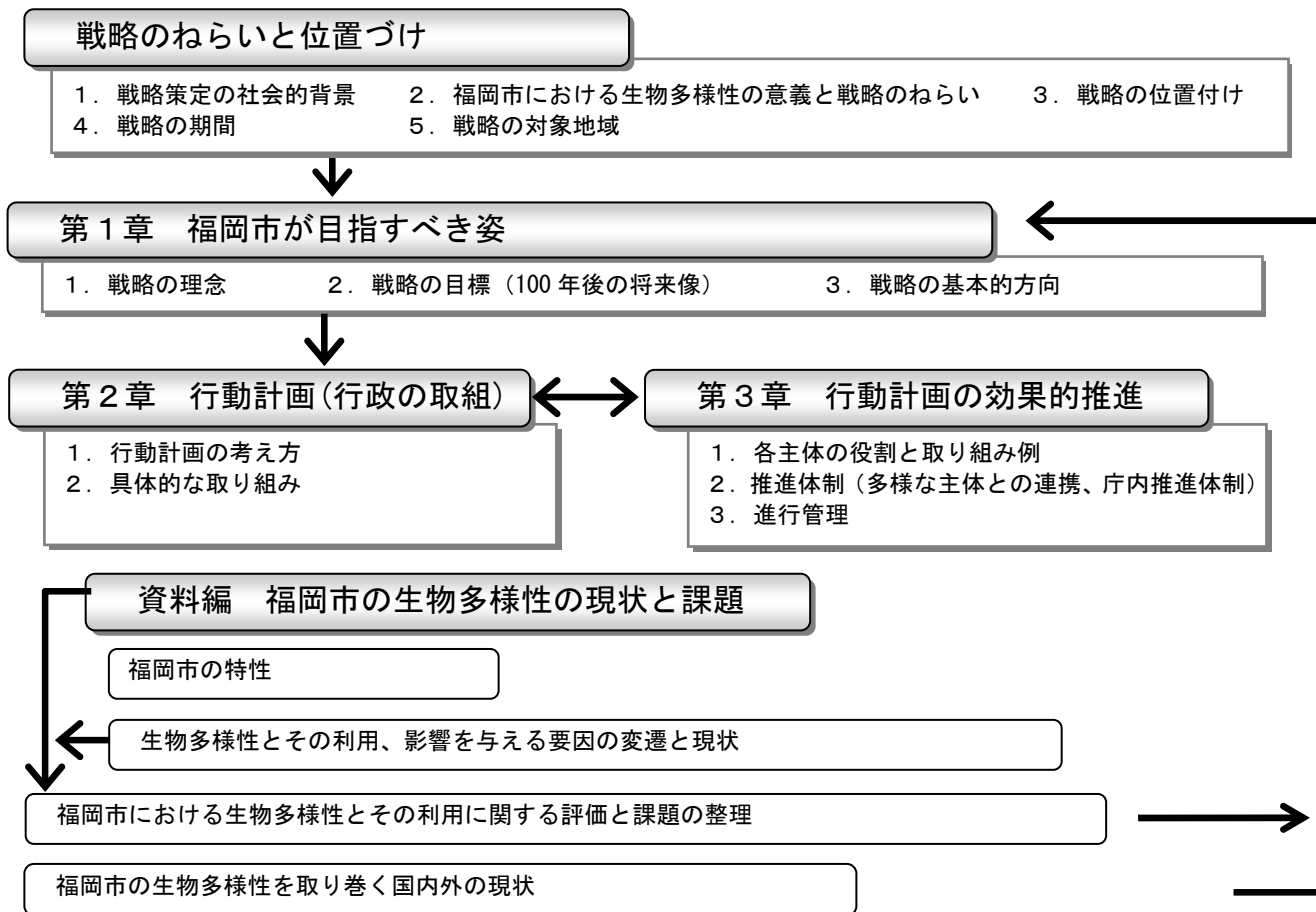 戦略のねらいと位置づけ
１．戦略策定の社会的背景　２．福岡市における生物多様性の意義と戦略のねらい　３．戦略の位置付け
４．戦略の期間　５．戦略の対象地域
第１章　福岡市が目指すべき姿
１．戦略の理念　２．戦略の目標（100 年後の将来像）　３．戦略の基本的方向
第２章　行動計画（行政の取組）
１．行動計画の考え方
２．具体的な取り組み
第３章　行動計画の効果的推進
１．各主体の役割と取り組み例
２．推進体制（多様な主体との連携、庁内推進体制）
３．進行管理
資料編　福岡市の生物多様性の現状と課題
福岡市の特性
生物多様性とその利用、影響を与える要因の変遷と現状
福岡市における生物多様性とその利用に関する評価と課題の整理
福岡市の生物多様性を取り巻く国内外の現状